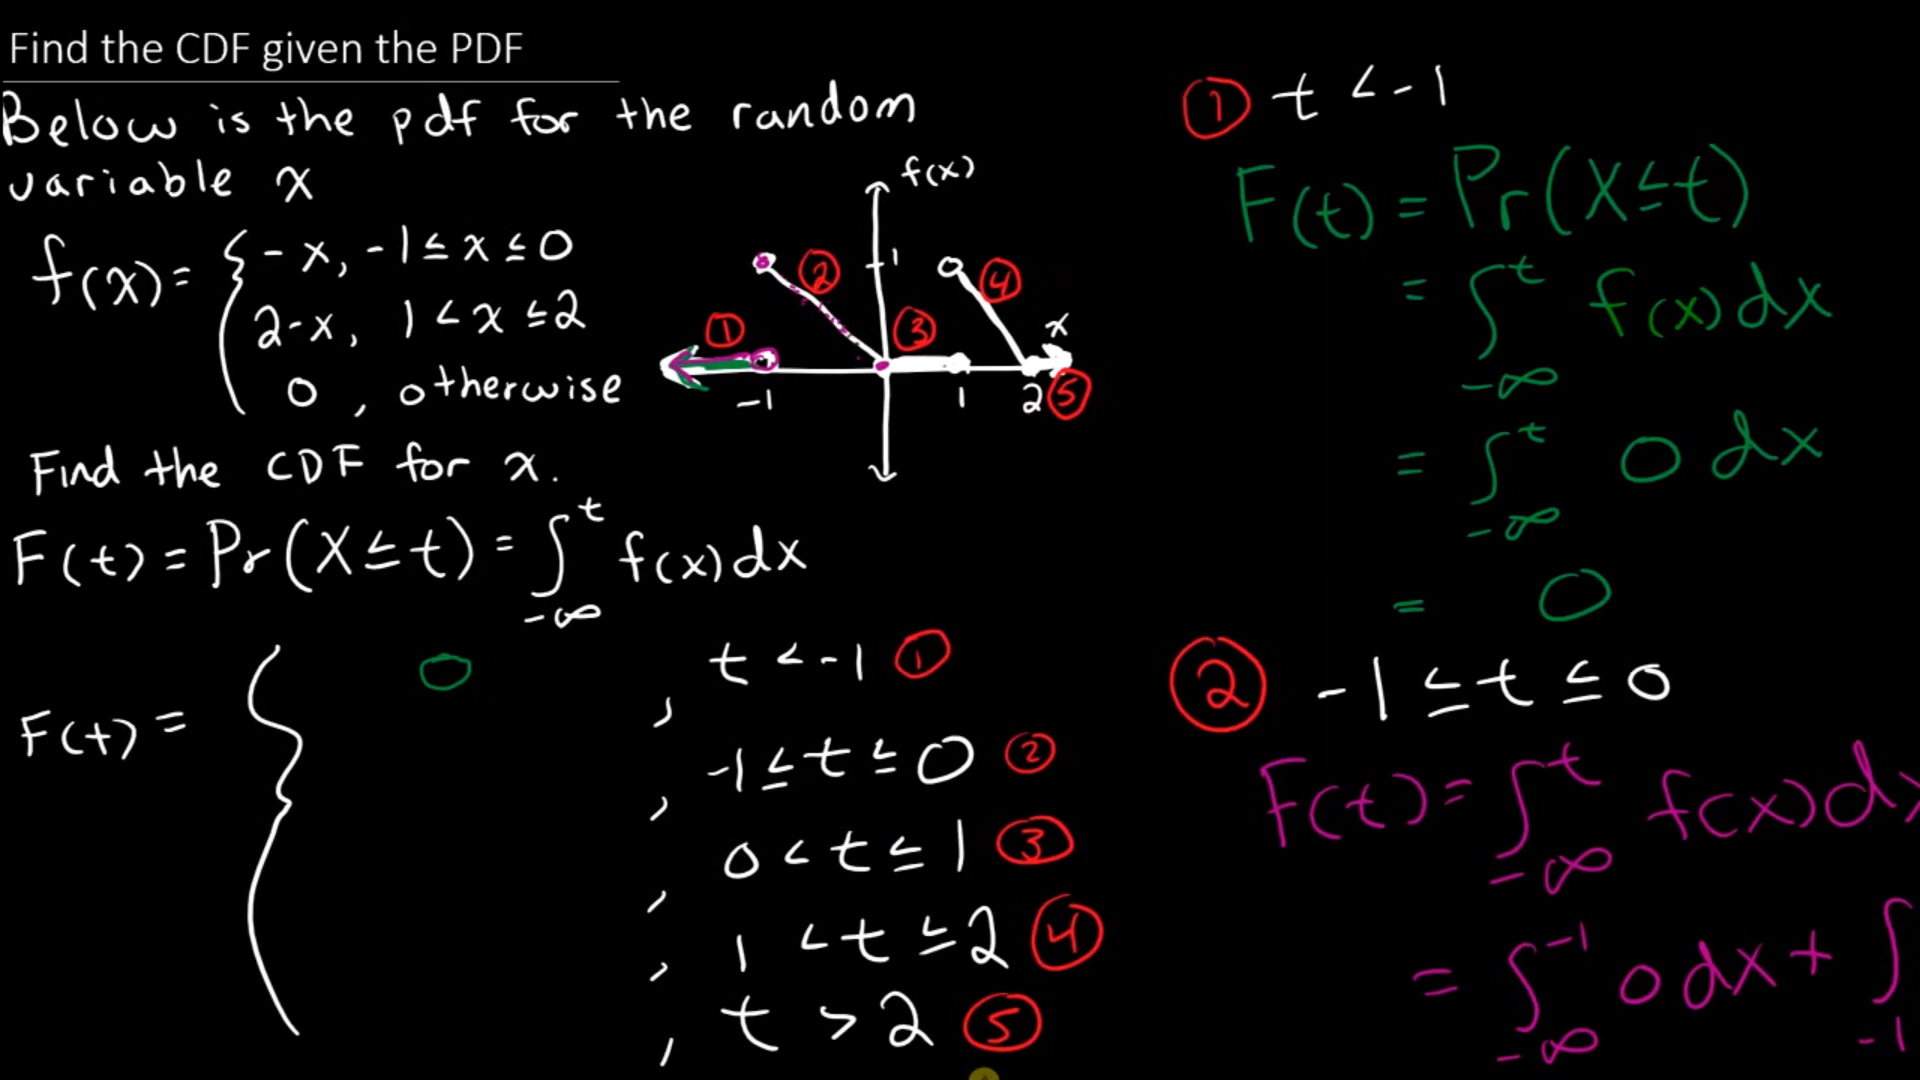 Find the CDF given the PDF
Below is the pdf for the random
variable x
f(x) = { -x, -1 ≤ x ≤ 0
2-x, 1 < x ≤ 2
0, otherwise
f(x)
1
① ② ③ ④ x
-1 1 2 ⑤
Find the CDF for x.
F(t) = Pr(X ≤ t) = ∫_{-∞}^{t} f(x)dx
F(t) = { 0, t < -1 ①
, -1 ≤ t ≤ 0 ②
, 0 < t ≤ 1 ③
, 1 < t ≤ 2 ④
, t > 2 ⑤
① t < -1
F(t) = Pr(X ≤ t)
= ∫_{-∞}^{t} f(x)dx
= ∫_{-∞}^{t} 0 dx
= 0
② -1 ≤ t ≤ 0
F(t) = ∫_{-∞}^{t} f(x)dx
= ∫_{-∞}^{-1} 0 dx + ∫_{-1}